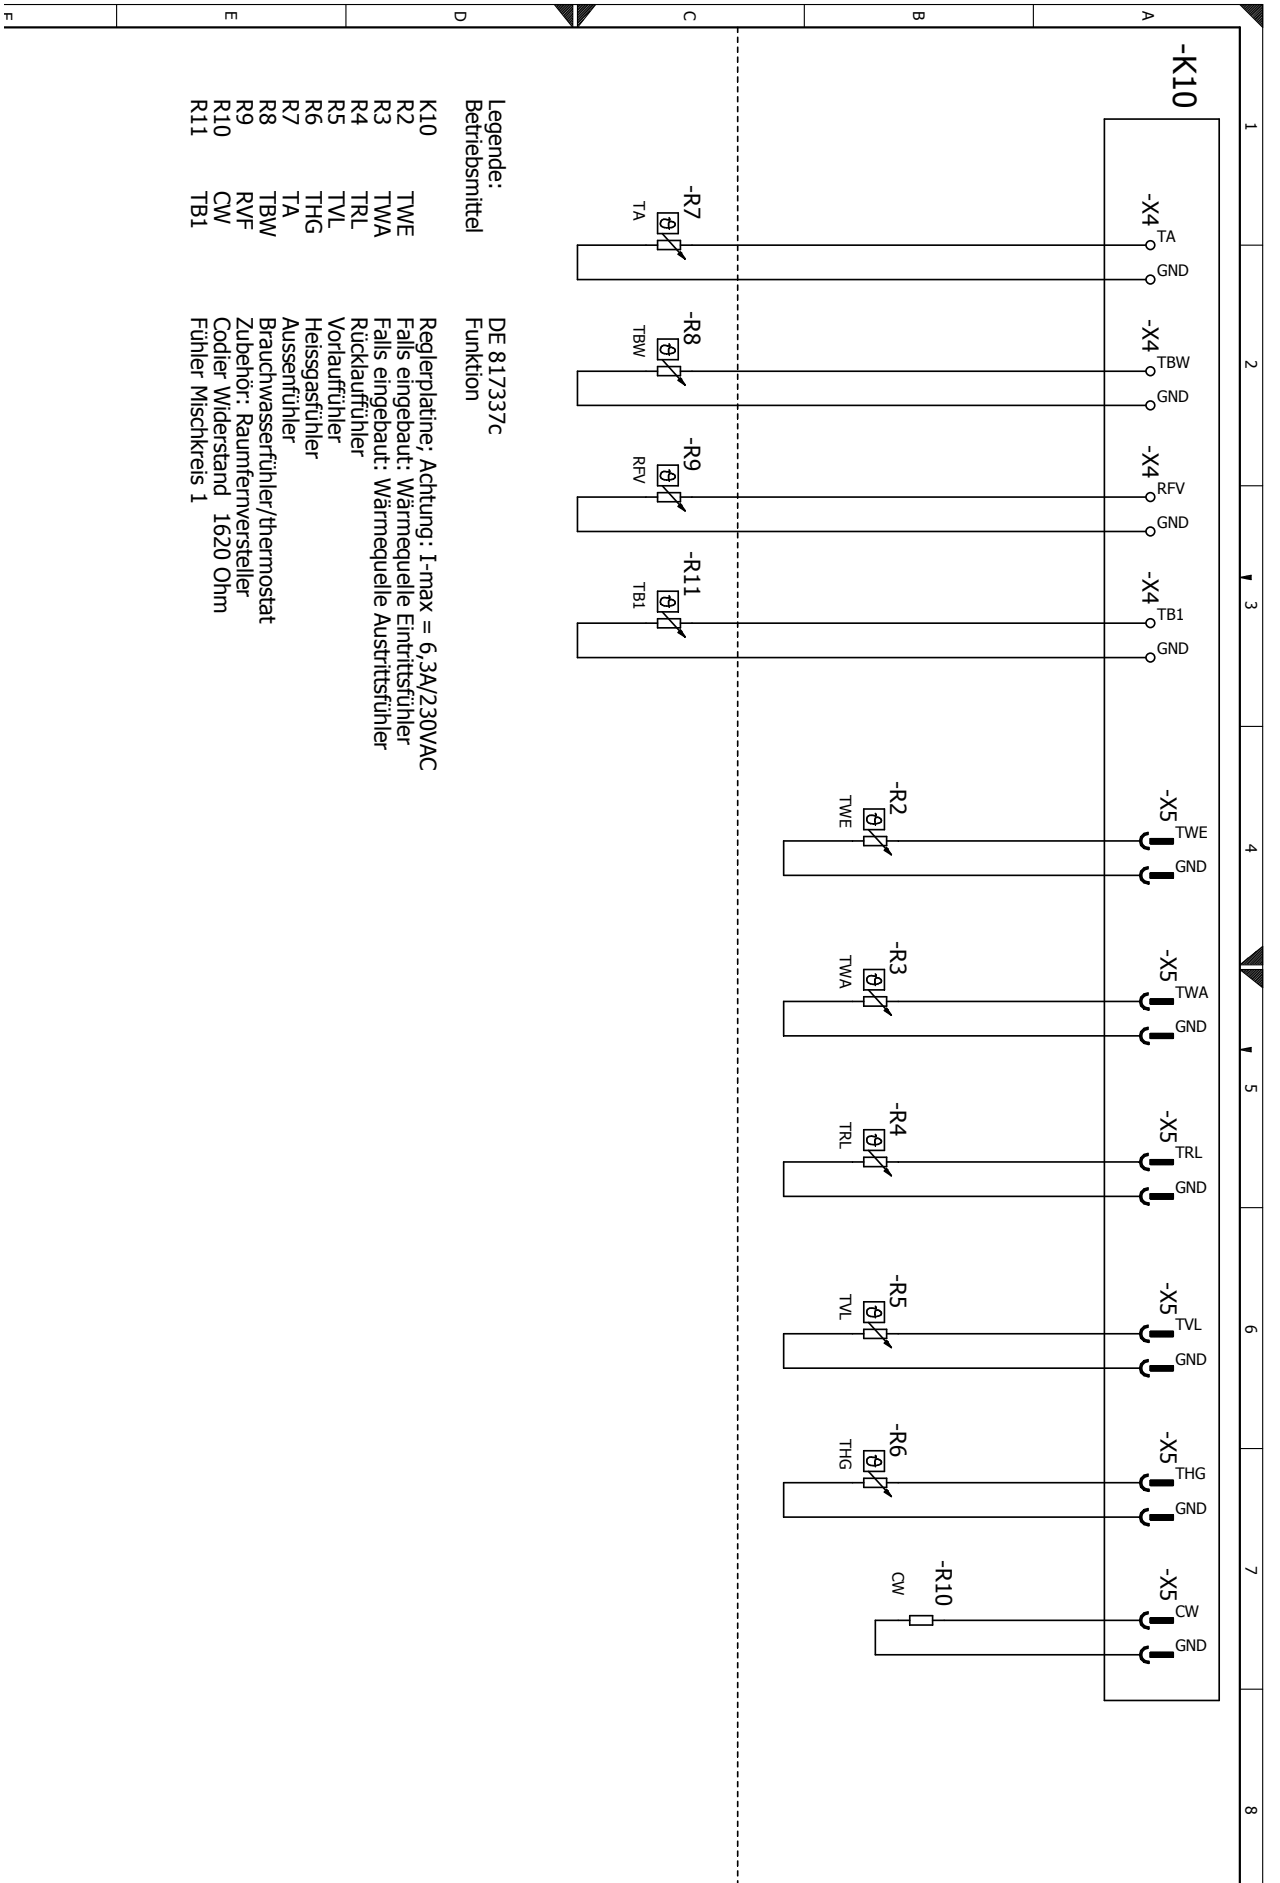 1 2 3 4 5 6 7 8
A
B
C
D
E
F
-K10
-X4 TA GND
-X4 TBW GND
-X4 RFV GND
-X4 TB1 GND
-X5 TWE GND
-X5 TWA GND
-X5 TRL GND
-X5 TVL GND
-X5 THG GND
-X5 CW GND
-R2 ϑ TWE
-R3 ϑ TWA
-R4 ϑ TRL
-R5 ϑ TVL
-R6 ϑ THG
-R10 CW
-R7 ϑ TA
-R8 ϑ TBW
-R9 ϑ RFV
-R11 ϑ TB1
Legende: DE 817337c
Betriebsmittel Funktion
K10 Reglerplatine; Achtung: I-max = 6,3A/230VAC
R2 TWE Falls eingebaut: Wärmequelle Eintrittsfühler
R3 TWA Falls eingebaut: Wärmequelle Austrittsfühler
R4 TRL Rücklauffühler
R5 TVL Vorlauffühler
R6 THG Heissgasfühler
R7 TA Aussenfühler
R8 TBW Brauchwasserfühler/thermostat
R9 RVF Zubehör: Raumfernversteller
R10 CW Codier Widerstand 1620 Ohm
R11 TB1 Fühler Mischkreis 1